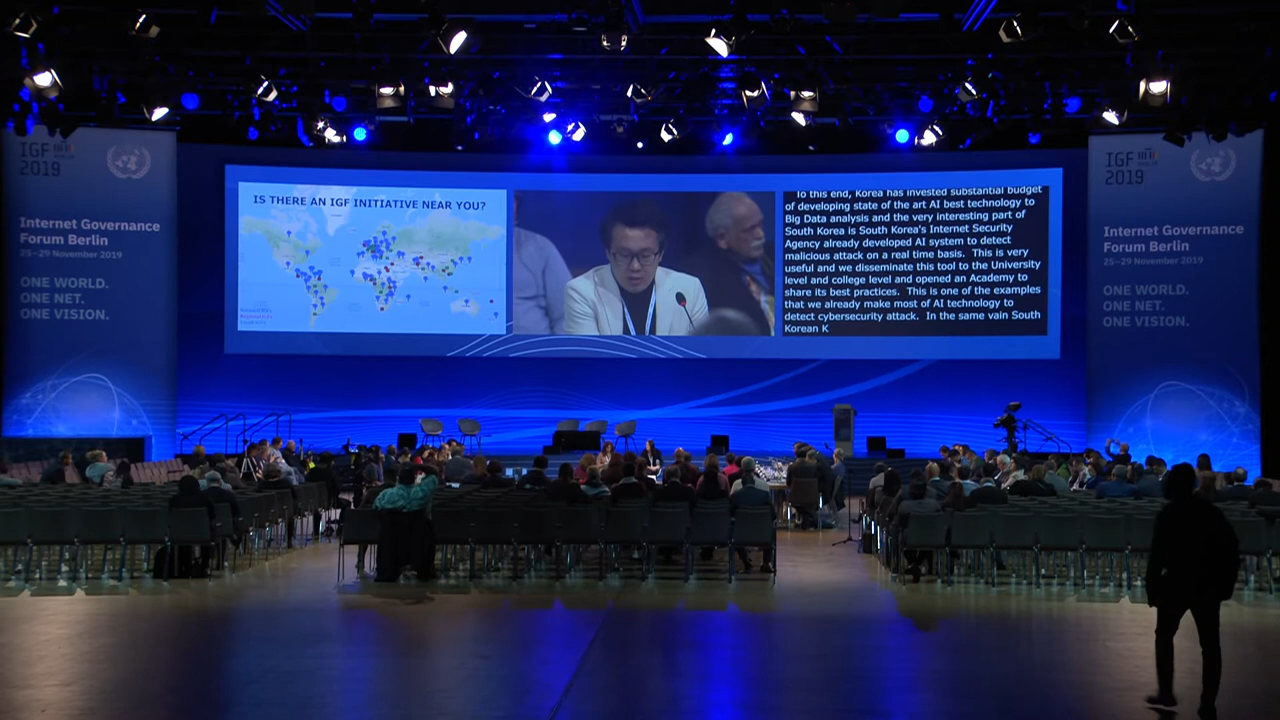 IGF
2019
Internet Governance
Forum Berlin
25–29 November 2019
ONE WORLD.
ONE NET.
ONE VISION.
IS THERE AN IGF INITIATIVE NEAR YOU?
To this end, Korea has invested substantial budget
of developing state of the art AI best technology to
Big Data analysis and the very interesting part of
South Korea is South Korea's Internet Security
Agency already developed AI system to detect
malicious attack on a real time basis.  This is very
useful and we disseminate this tool to the University
level and college level and opened an Academy to
share its best practices.  This is one of the examples
that we already make most of AI technology to
detect cybersecurity attack.  In the same vain South
Korean K
IGF
2019
Internet Governance
Forum Berlin
25–29 November 2019
ONE WORLD.
ONE NET.
ONE VISION.